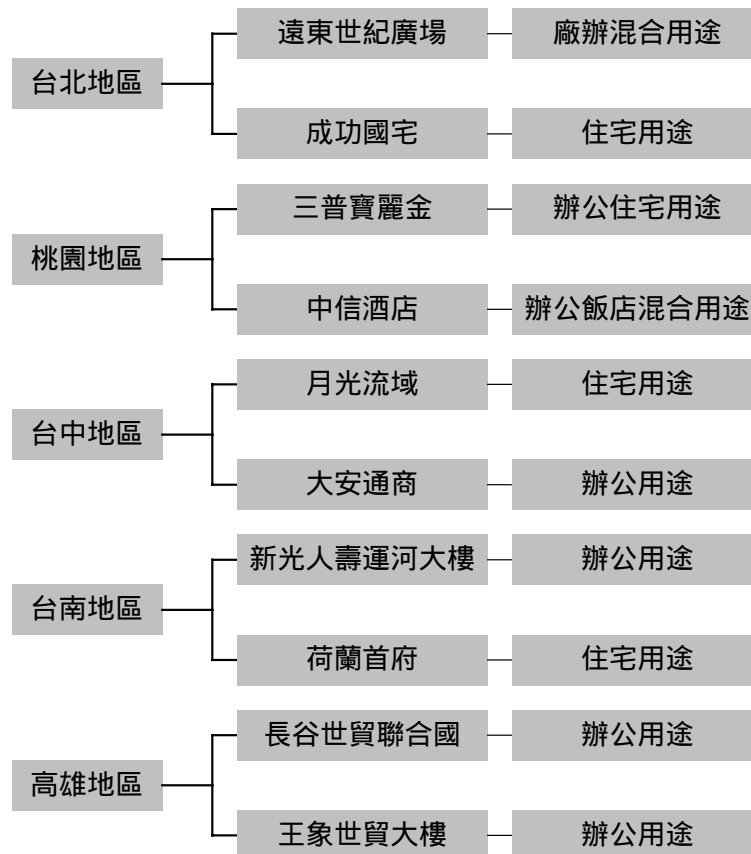 台北地區
遠東世紀廣場
廠辦混合用途
成功國宅
住宅用途
桃園地區
三普寶麗金
辦公住宅用途
中信酒店
辦公飯店混合用途
台中地區
月光流域
住宅用途
大安通商
辦公用途
台南地區
新光人壽運河大樓
辦公用途
荷蘭首府
住宅用途
高雄地區
長谷世貿聯合國
辦公用途
王象世貿大樓
辦公用途